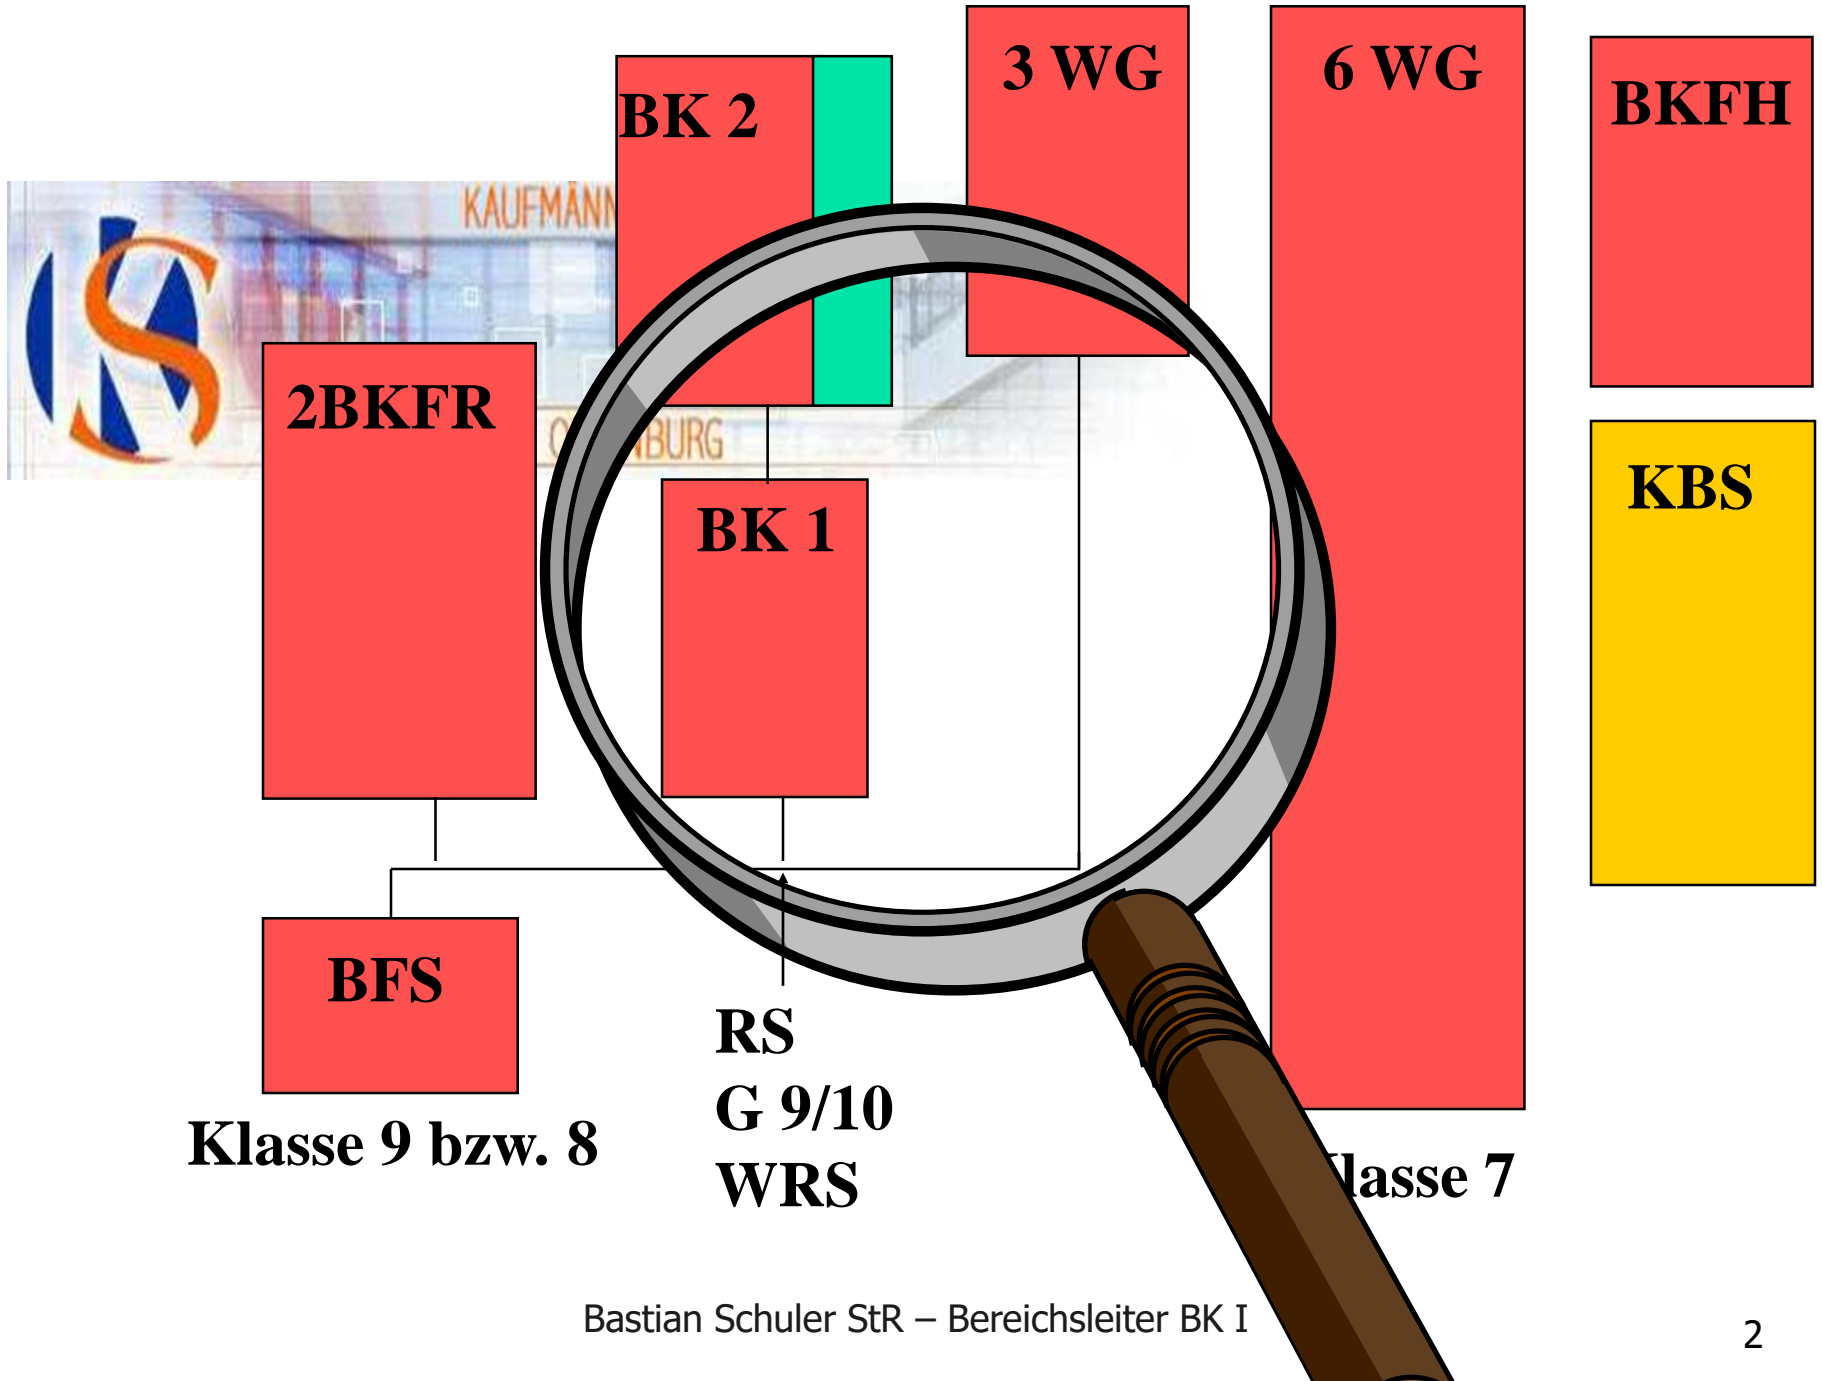 3 WG
6 WG
BK 2
BKFH
KAUFMÄNN
2BKFR
BURG
KBS
BK 1
BFS
RS
G 9/10
WRS
Klasse 9 bzw. 8
lasse 7
Bastian Schuler StR – Bereichsleiter BK I
2